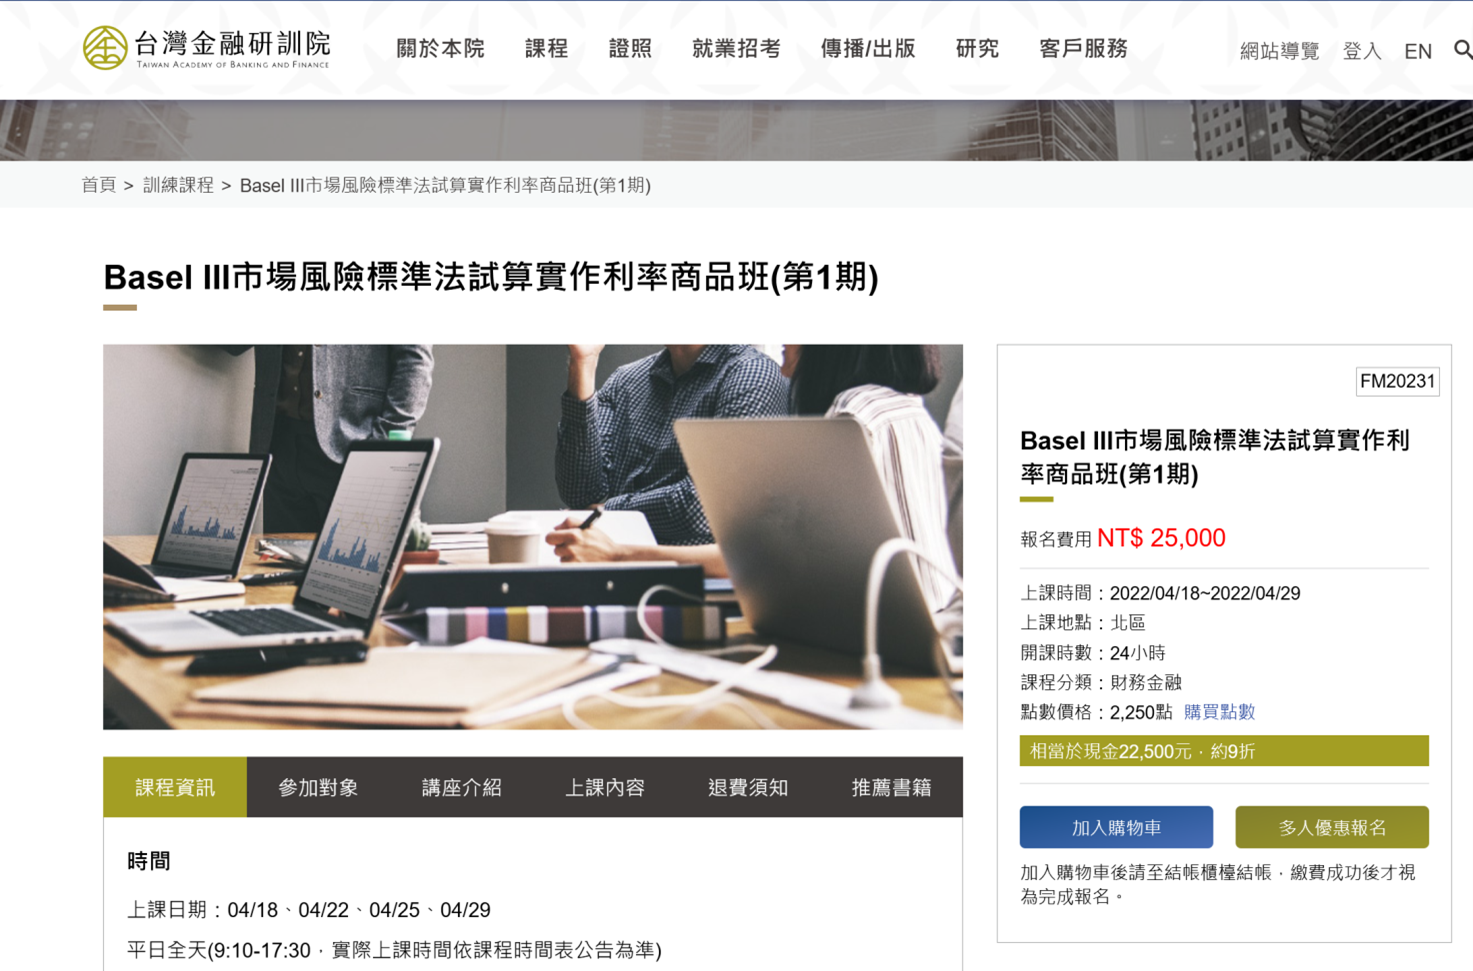 台灣金融研訓院
TAIWAN ACADEMY OF BANKING AND FINANCE
關於本院 課程 證照 就業招考 傳播/出版 研究 客戶服務
網站導覽 登入 EN
首頁 > 訓練課程 > Basel III市場風險標準法試算實作利率商品班(第1期)
Basel III市場風險標準法試算實作利率商品班(第1期)
FM20231
Basel III市場風險標準法試算實作利
率商品班(第1期)
報名費用 NT$ 25,000
上課時間：2022/04/18~2022/04/29
上課地點：北區
開課時數：24小時
課程分類：財務金融
點數價格：2,250點 購買點數
相當於現金22,500元，約9折
加入購物車 多人優惠報名
加入購物車後請至結帳櫃檯結帳，繳費成功後才視
為完成報名。
課程資訊 參加對象 講座介紹 上課內容 退費須知 推薦書籍
時間
上課日期：04/18、04/22、04/25、04/29
平日全天(9:10-17:30，實際上課時間依課程時間表公告為準)